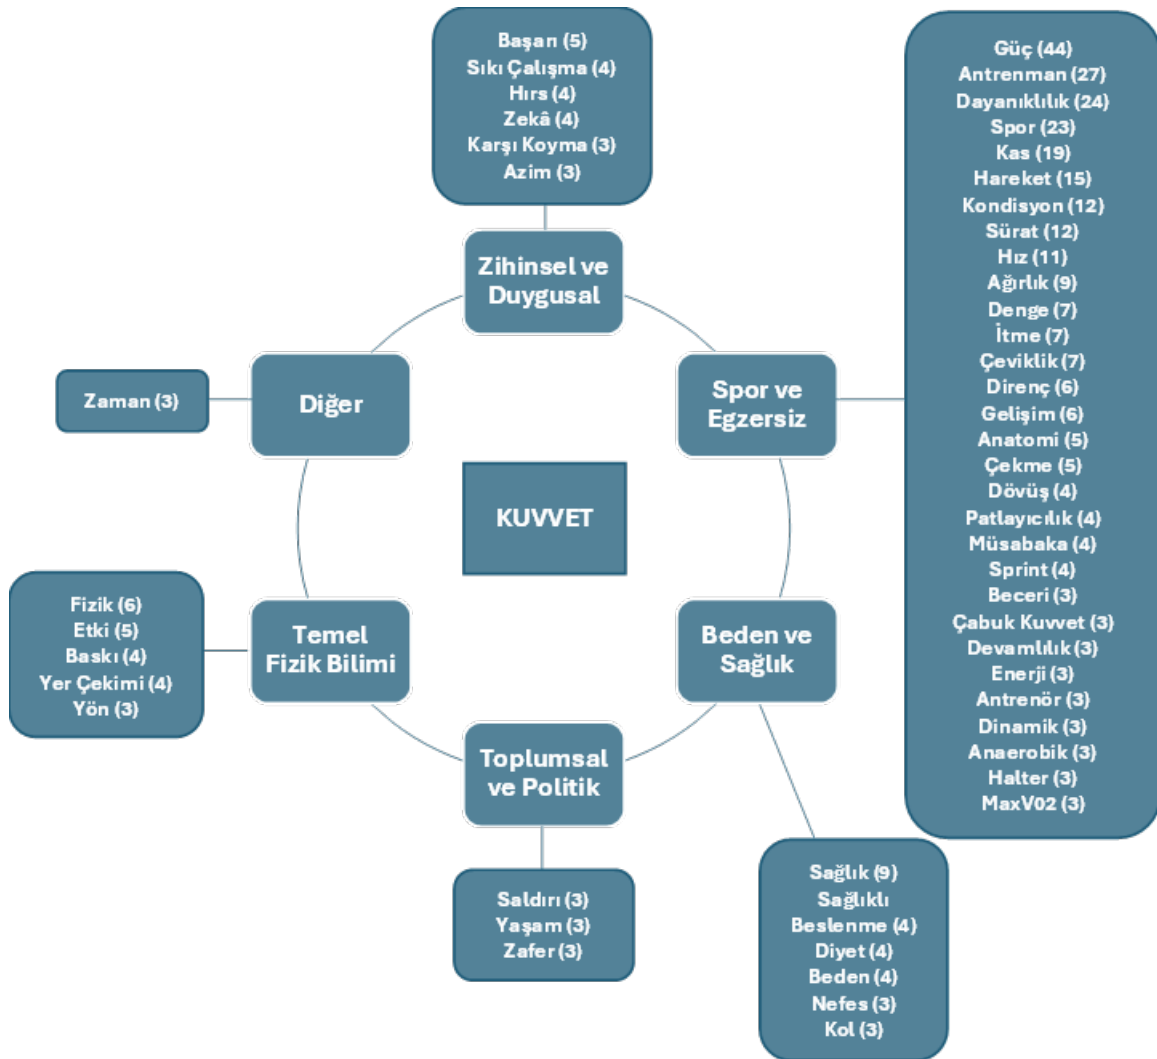 Başarı (5)
Sıkı Çalışma (4)
Hırs (4)
Zekâ (4)
Karşı Koyma (3)
Azim (3)
Zihinsel ve
Duygusal
Güç (44)
Antrenman (27)
Dayanıklılık (24)
Spor (23)
Kas (19)
Hareket (15)
Kondisyon (12)
Sürat (12)
Hız (11)
Ağırlık (9)
Denge (7)
İtme (7)
Çeviklik (7)
Direnç (6)
Gelişim (6)
Anatomi (5)
Çekme (5)
Dövüş (4)
Patlayıcılık (4)
Müsabaka (4)
Sprint (4)
Beceri (3)
Çabuk Kuvvet (3)
Devamlılık (3)
Enerji (3)
Antrenör (3)
Dinamik (3)
Anaerobik (3)
Halter (3)
MaxV02 (3)
Spor ve
Egzersiz
Zaman (3)
Diğer
KUVVET
Fizik (6)
Etki (5)
Baskı (4)
Yer Çekimi (4)
Yön (3)
Temel
Fizik Bilimi
Beden ve
Sağlık
Toplumsal
ve Politik
Saldırı (3)
Yaşam (3)
Zafer (3)
Sağlık (9)
Sağlıklı
Beslenme (4)
Diyet (4)
Beden (4)
Nefes (3)
Kol (3)